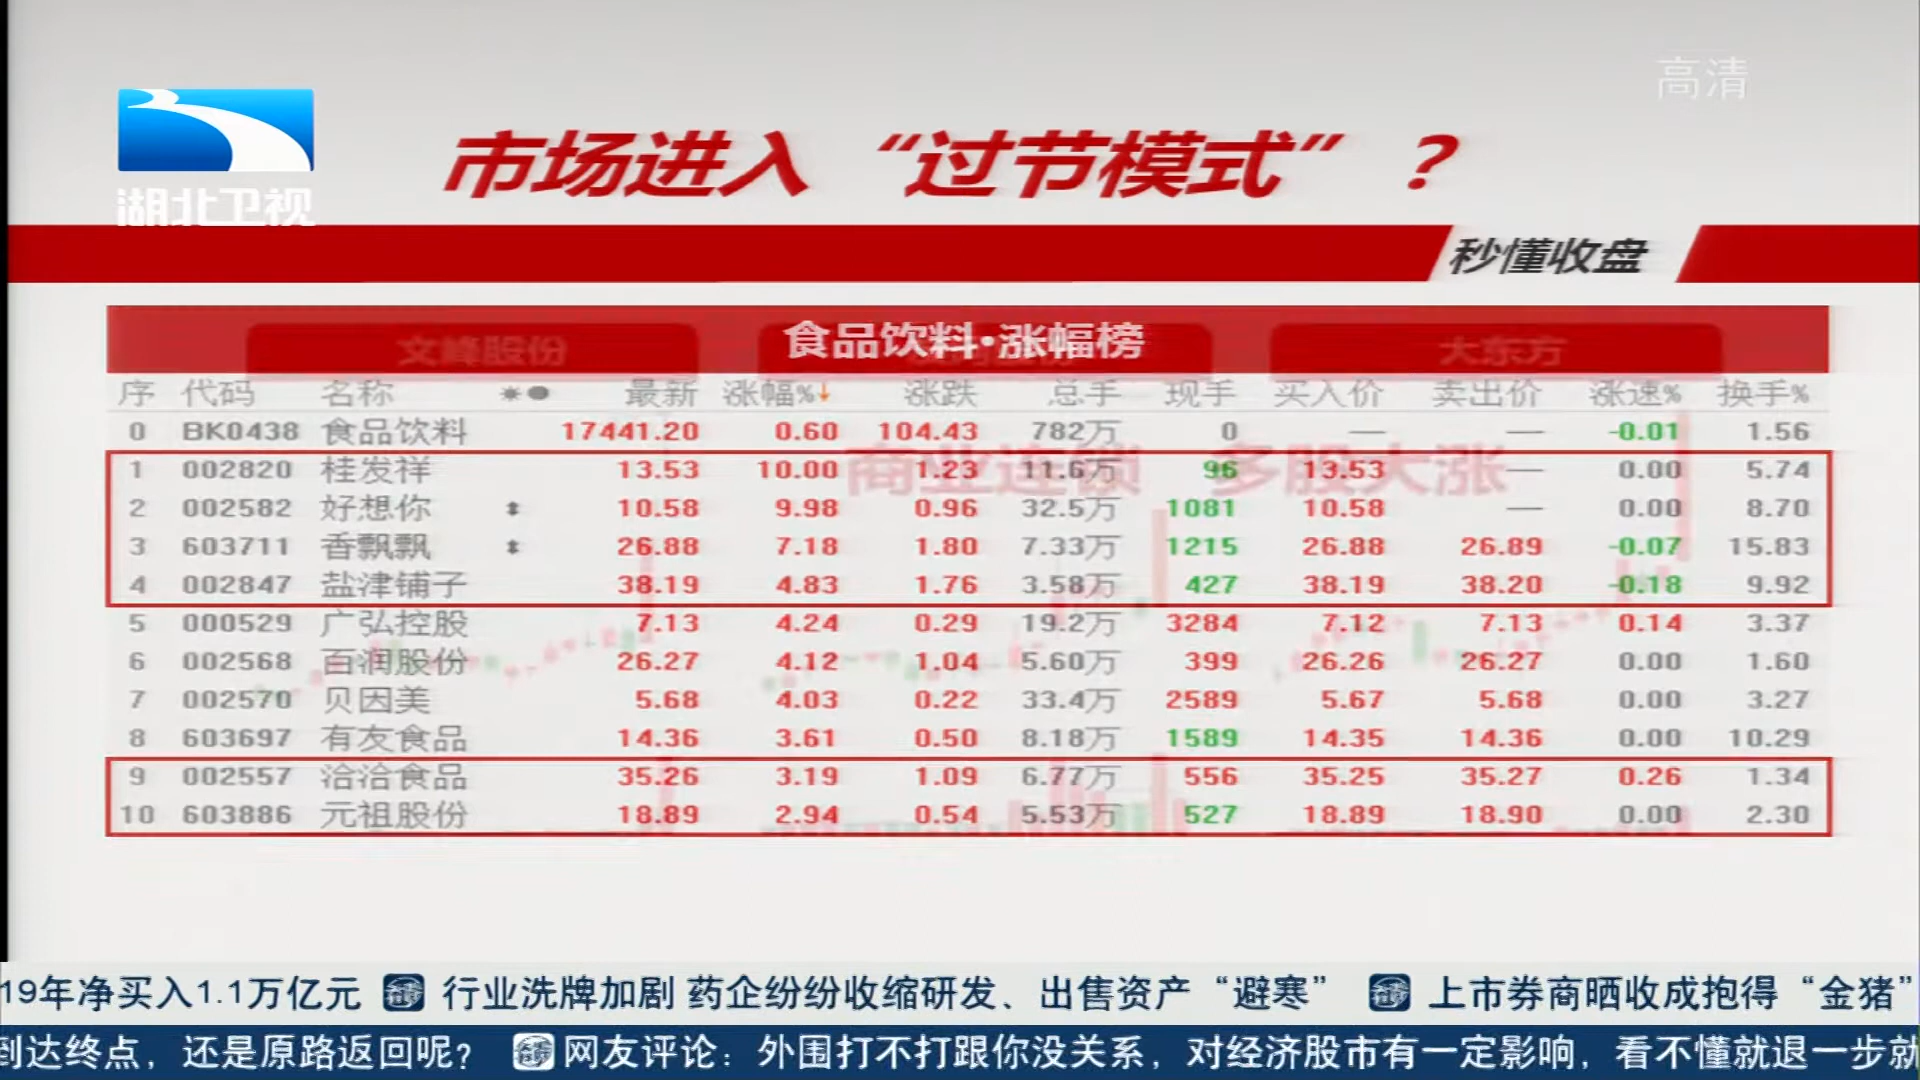 高清
湖北卫视
市场进入“过节模式”？
秒懂收盘
文峰股份 食品饮料·涨幅榜 大东方
序 代码 名称 最新 涨幅%↓ 涨跌 总手 现手 买入价 卖出价 涨速% 换手%
0 BK0438 食品饮料 17441.20 0.60 104.43 782万 0 — — -0.01 1.56
商业连锁 多股大涨
1 002820 桂发祥 13.53 10.00 1.23 11.6万 96 13.53 — 0.00 5.74
2 002582 好想你 10.58 9.98 0.96 32.5万 1081 10.58 — 0.00 8.70
3 603711 香飘飘 26.88 7.18 1.80 7.33万 1215 26.88 26.89 -0.07 15.83
4 002847 盐津铺子 38.19 4.83 1.76 3.58万 427 38.19 38.20 -0.18 9.92
5 000529 广弘控股 7.13 4.24 0.29 19.2万 3284 7.12 7.13 0.14 3.37
6 002568 百润股份 26.27 4.12 1.04 5.60万 399 26.26 26.27 0.00 1.60
7 002570 贝因美 5.68 4.03 0.22 33.4万 2589 5.67 5.68 0.00 3.27
8 603697 有友食品 14.36 3.61 0.50 8.18万 1589 14.35 14.36 0.00 10.29
9 002557 洽洽食品 35.26 3.19 1.09 6.77万 556 35.25 35.27 0.26 1.34
10 603886 元祖股份 18.89 2.94 0.54 5.53万 527 18.89 18.90 0.00 2.30
19年净买入1.1万亿元 行业洗牌加剧 药企纷纷收缩研发、出售资产“避寒” 上市券商晒收成抱得“金猪”
到达终点，还是原路返回呢？ 网友评论：外围打不打跟你没关系，对经济股市有一定影响，看不懂就退一步就